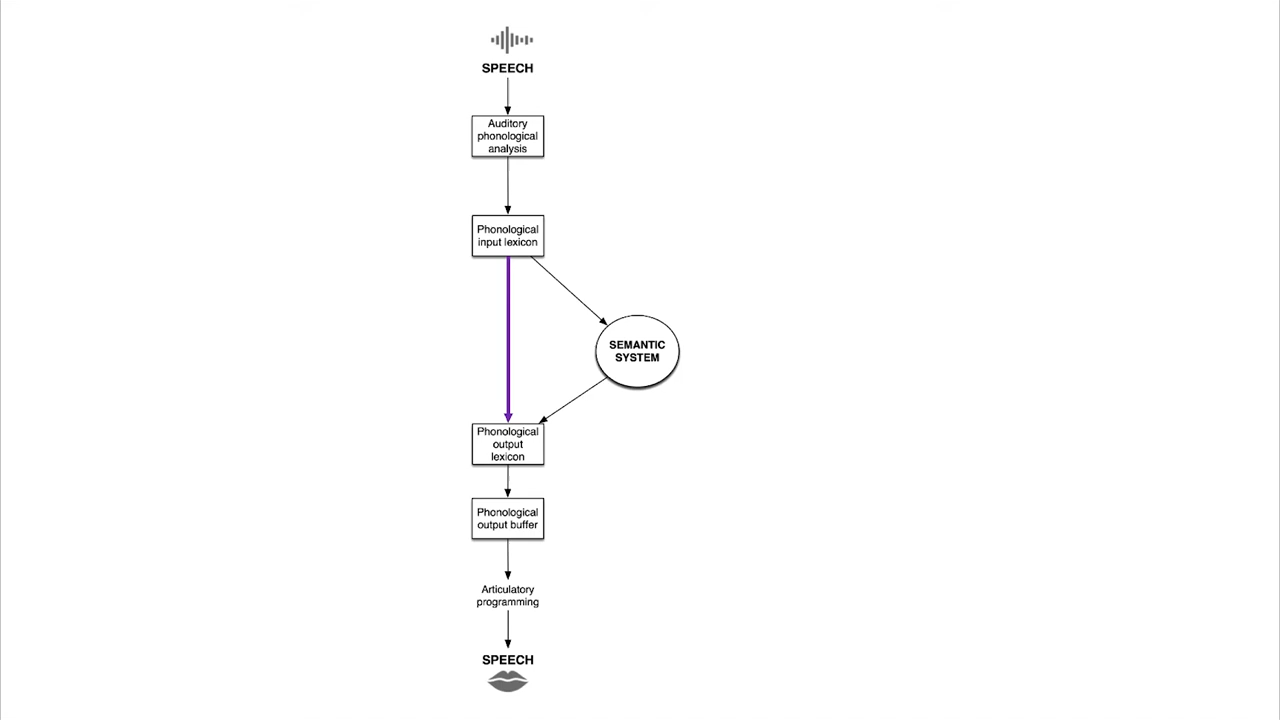 SPEECH
Auditory
phonological
analysis
Phonological
input lexicon
SEMANTIC
SYSTEM
Phonological
output
lexicon
Phonological
output buffer
Articulatory
programming
SPEECH